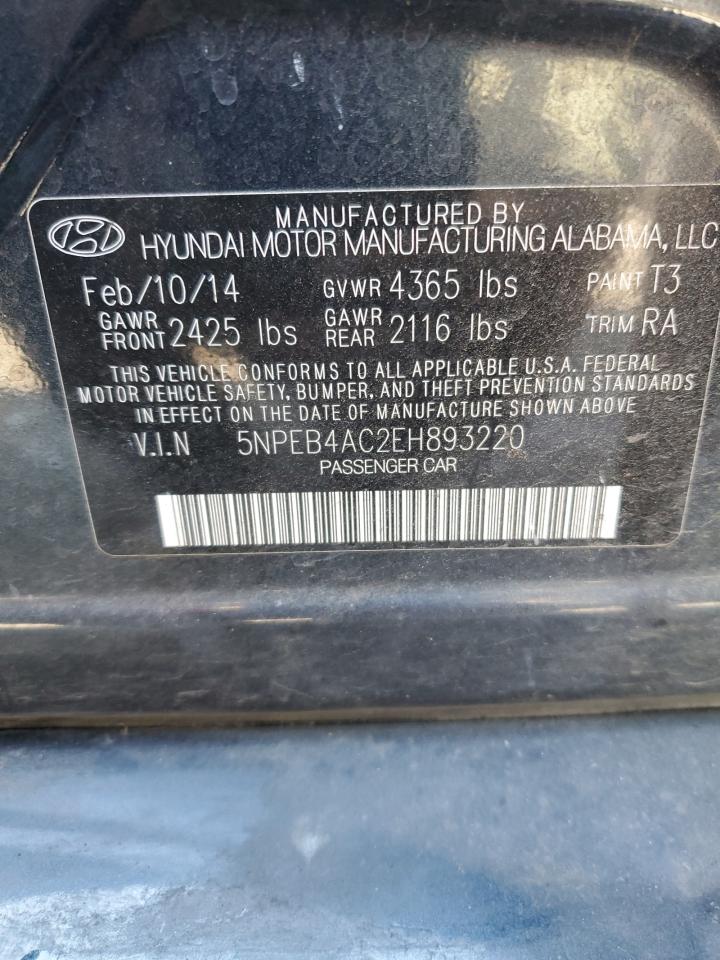 MANUFACTURED BY
HYUNDAI MOTOR MANUFACTURING ALABAMA, LLC
Feb/10/14 GVWR 4365 lbs PAINT T3
GAWR FRONT 2425 lbs GAWR REAR 2116 lbs TRIM RA
THIS VEHICLE CONFORMS TO ALL APPLICABLE U.S.A. FEDERAL
MOTOR VEHICLE SAFETY, BUMPER, AND THEFT PREVENTION STANDARDS
IN EFFECT ON THE DATE OF MANUFACTURE SHOWN ABOVE
V.I.N 5NPEB4AC2EH893220
PASSENGER CAR